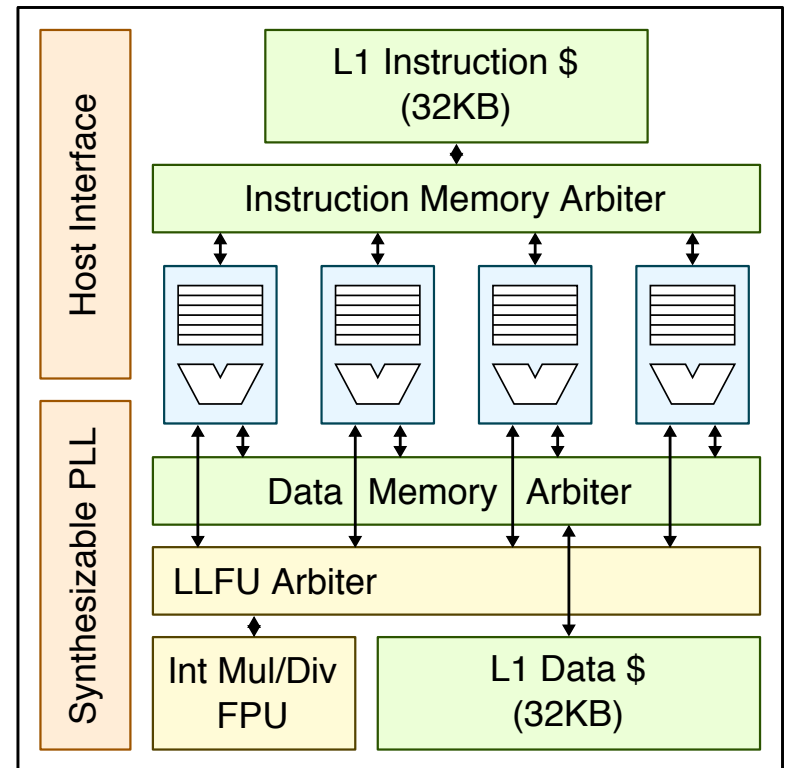 Host Interface
L1 Instruction $
(32KB)
Instruction Memory Arbiter
Synthesizable PLL
Data Memory Arbiter
LLFU Arbiter
Int Mul/Div
FPU
L1 Data $
(32KB)